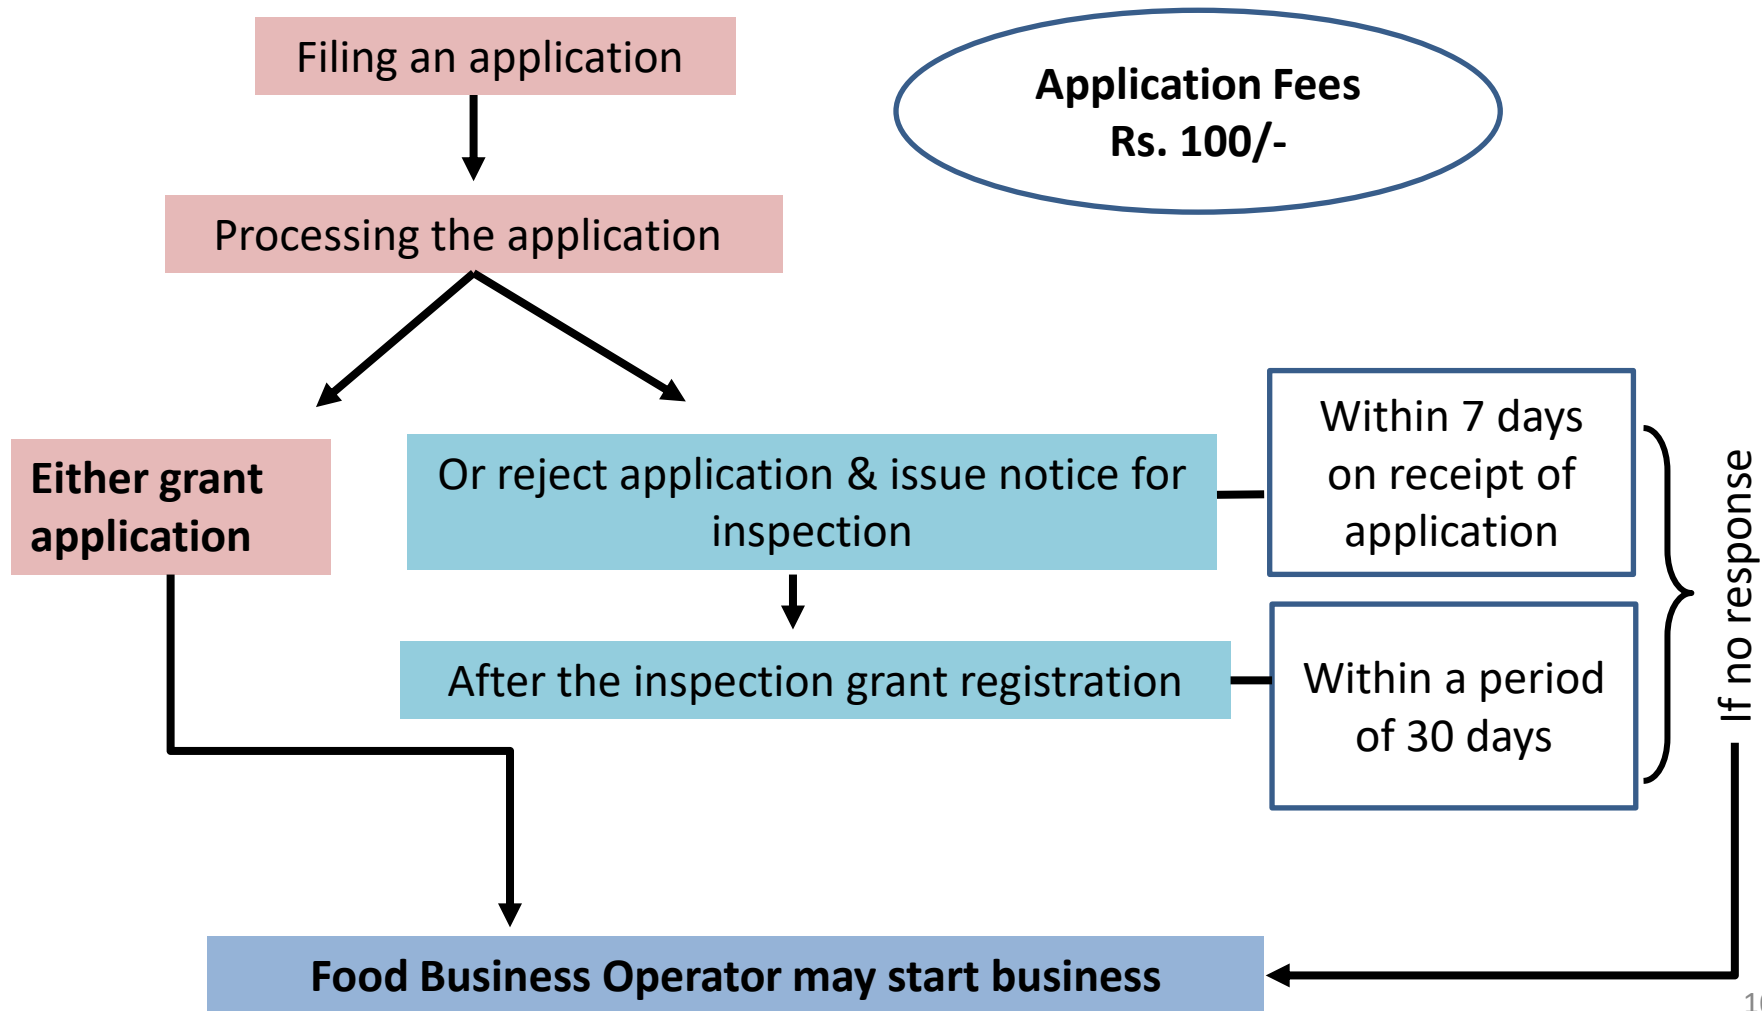 Filing an application
Application Fees
Rs. 100/-
Processing the application
Either grant
application
Or reject application & issue notice for
inspection
Within 7 days
on receipt of
application
After the inspection grant registration
Within a period
of 30 days
If no response
Food Business Operator may start business